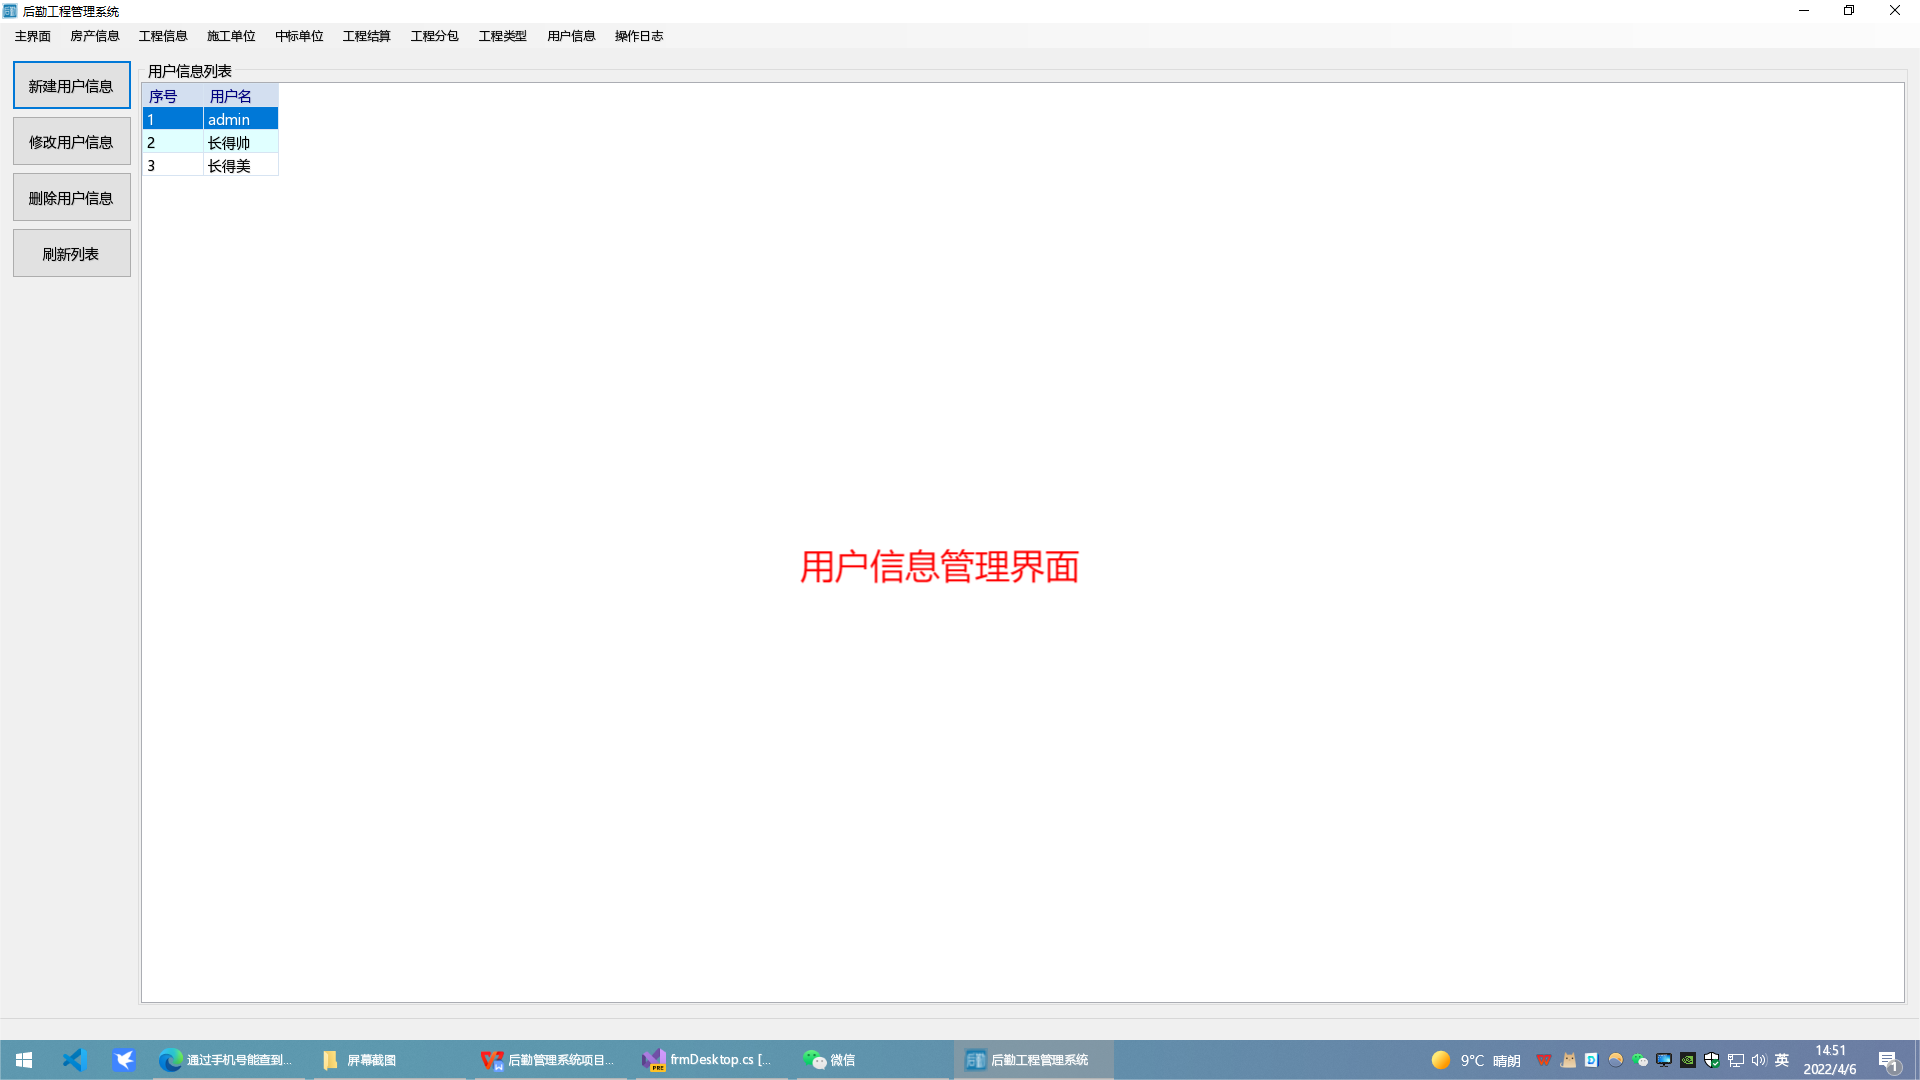 后勤工程管理系统
主界面 房产信息 工程信息 施工单位 中标单位 工程结算 工程分包 工程类型 用户信息 操作日志
新建用户信息
修改用户信息
删除用户信息
刷新列表
用户信息列表
序号 用户名
1 admin
2 长得帅
3 长得美
用户信息管理界面
通过手机号能查到... 屏幕截图 后勤管理系统项目... frmDesktop.cs [... 微信 后勤工程管理系统
9°C 晴朗 英 14:51
2022/4/6
1